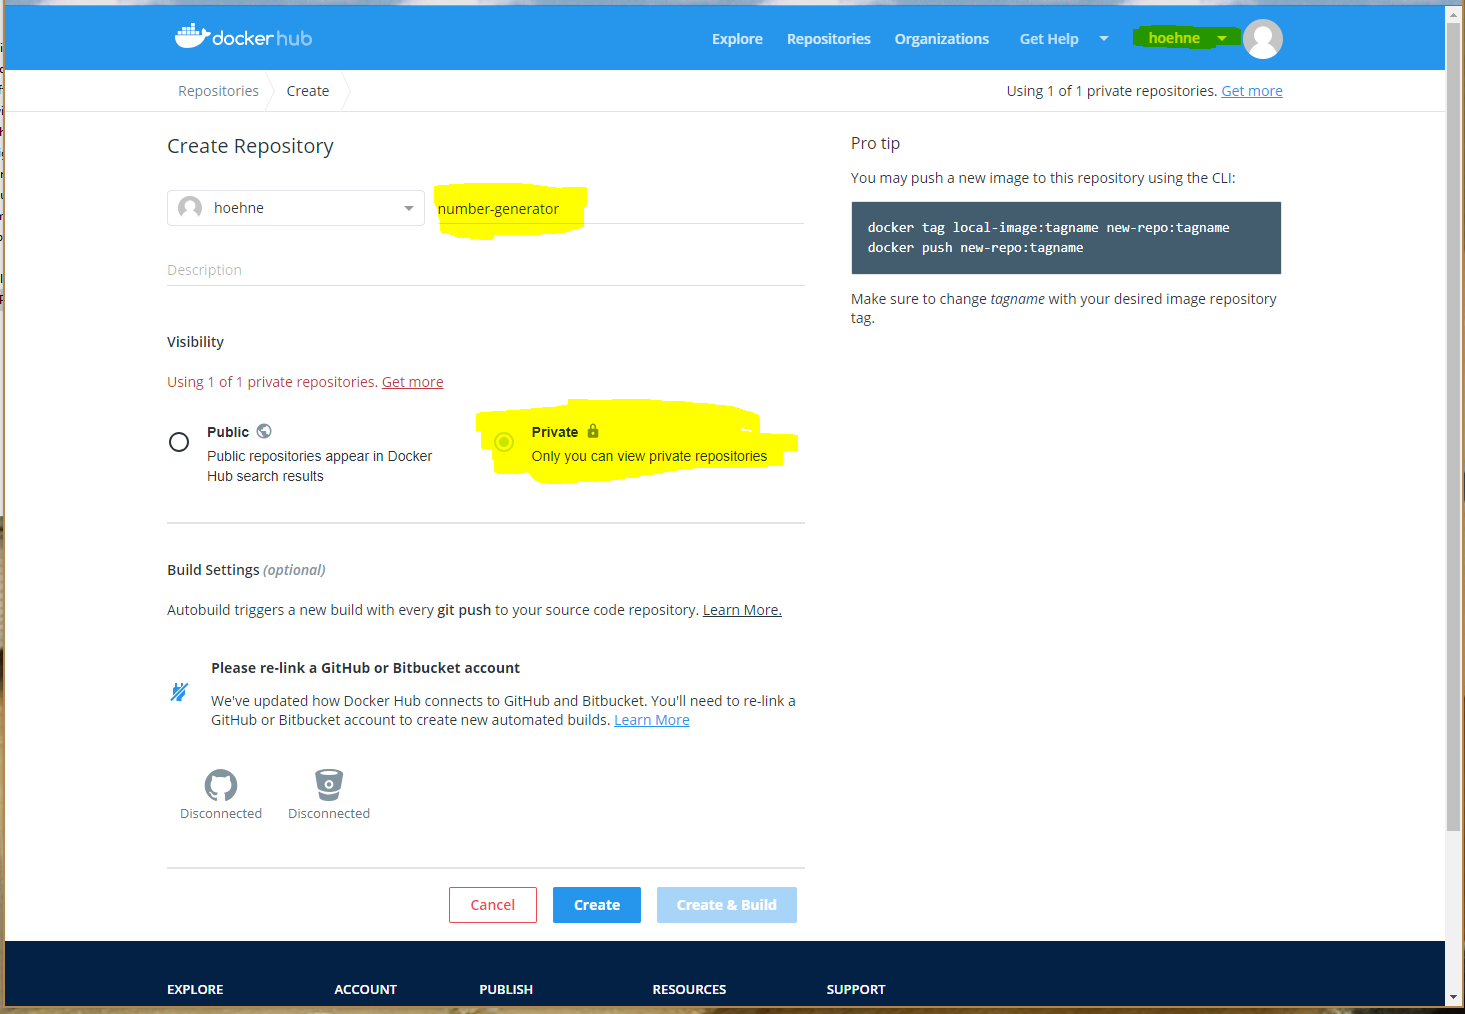 docker hub
Explore Repositories Organizations Get Help hoehne
Repositories Create
Using 1 of 1 private repositories. Get more
Create Repository
hoehne
number-generator
Description
Visibility
Using 1 of 1 private repositories. Get more
Public
Public repositories appear in Docker
Hub search results
Private
Only you can view private repositories
Build Settings (optional)
Autobuild triggers a new build with every git push to your source code repository. Learn More.
Please re-link a GitHub or Bitbucket account
We've updated how Docker Hub connects to GitHub and Bitbucket. You'll need to re-link a
GitHub or Bitbucket account to create new automated builds. Learn More
Disconnected Disconnected
Cancel Create Create & Build
Pro tip
You may push a new image to this repository using the CLI:
docker tag local-image:tagname new-repo:tagname
docker push new-repo:tagname
Make sure to change tagname with your desired image repository
tag.
EXPLORE ACCOUNT PUBLISH RESOURCES SUPPORT